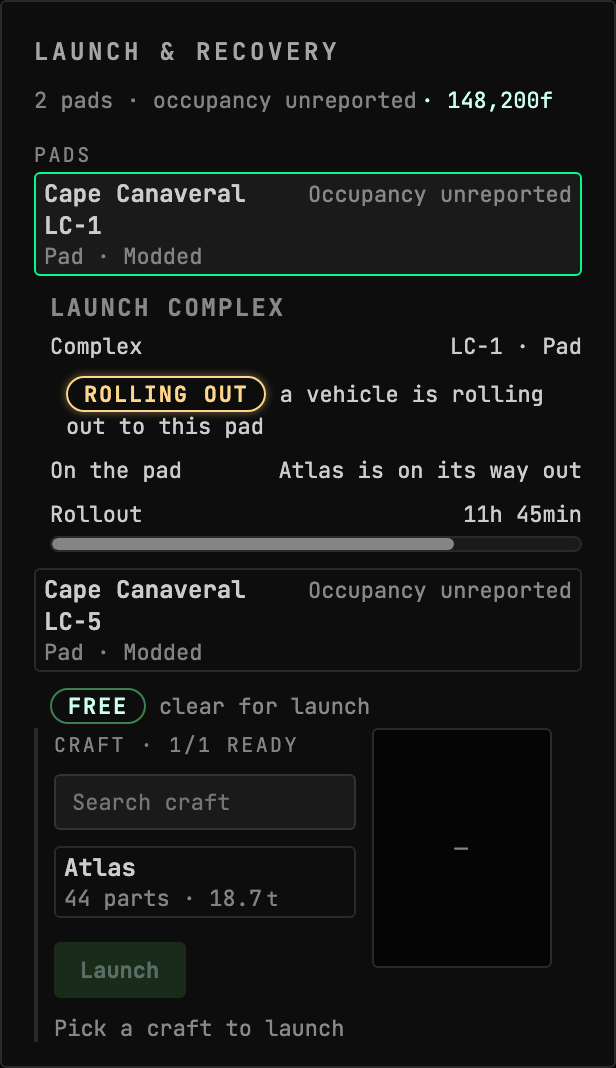 LAUNCH & RECOVERY
2 pads · occupancy unreported · 148,200f
PADS
Cape Canaveral
LC-1
Occupancy unreported
Pad · Modded
LAUNCH COMPLEX
Complex LC-1 · Pad
ROLLING OUT a vehicle is rolling
out to this pad
On the pad Atlas is on its way out
Rollout 11h 45min
Cape Canaveral
LC-5
Occupancy unreported
Pad · Modded
FREE clear for launch
CRAFT · 1/1 READY
Search craft
Atlas
44 parts · 18.7t
—
Launch
Pick a craft to launch